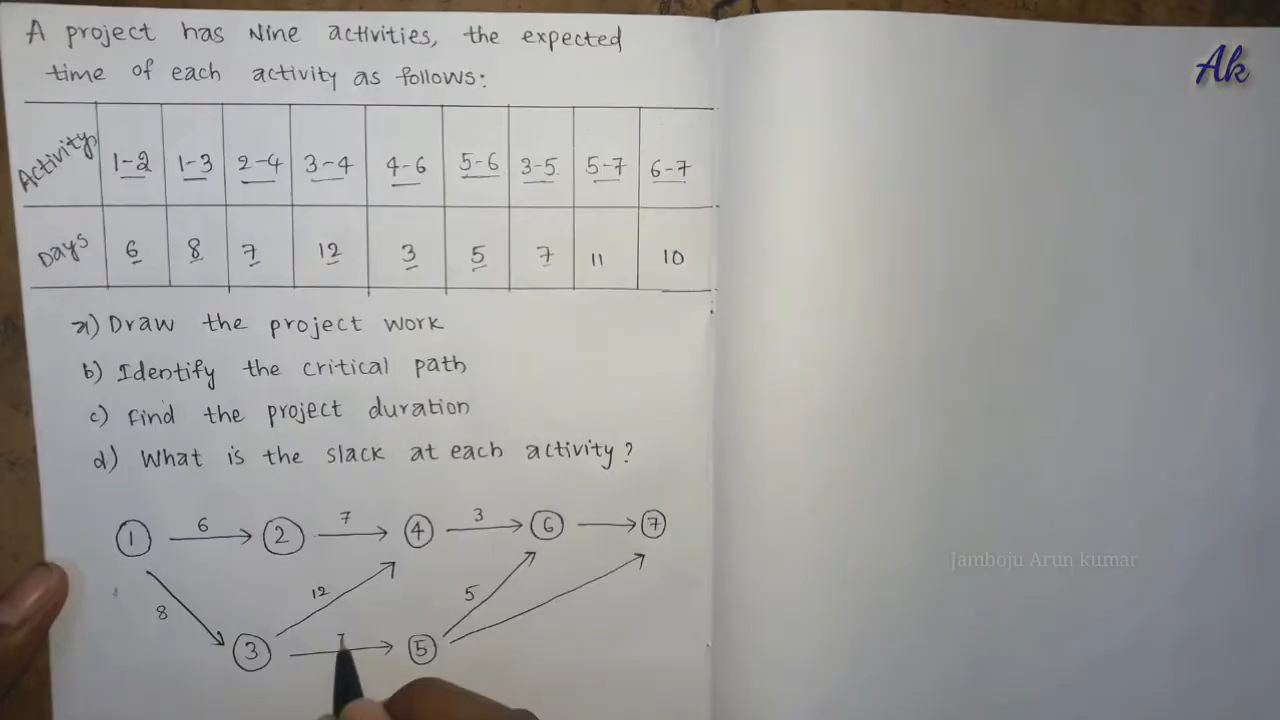 A project has Nine activities, the expected
time of each activity as follows:
Activity 1-2 1-3 2-4 3-4 4-6 5-6 3-5 5-7 6-7
Days 6 8 7 12 3 5 7 11 10
a) Draw the project work
b) Identify the critical path
c) Find the project duration
d) What is the slack at each activity?
1 6 2 7 4 3 6 7
8 12 5
3 5
Ak
Jamboju Arun kumar